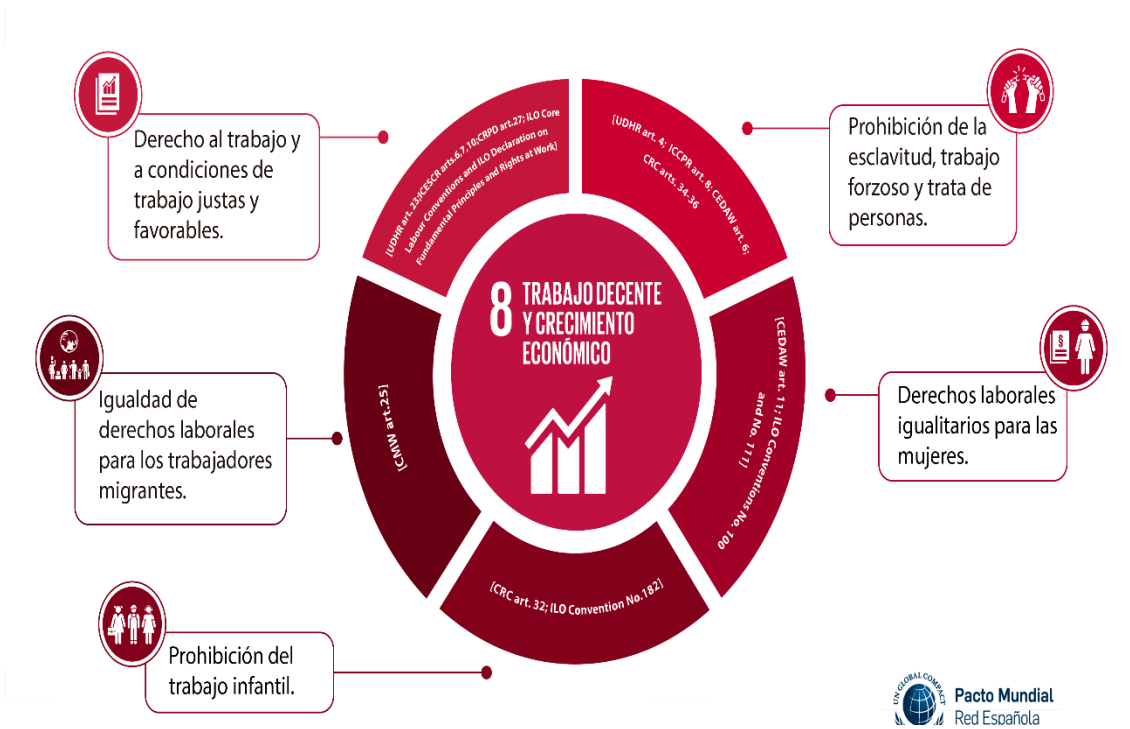 Derecho al trabajo y
a condiciones de
trabajo justas y
favorables.
[UDHR art. 23;ICESCR arts.6,7,10;CRPD art.27; ILO Core
Labour Conventions and ILO Declaration on
Fundamental Principles and Rights at Work]
[UDHR art. 4; ICCPR art. 8; CEDAW art. 6;
CRC arts. 34-36
Prohibición de la
esclavitud, trabajo
forzoso y trata de
personas.
8 TRABAJO DECENTE
Y CRECIMIENTO
ECONÓMICO
Igualdad de
derechos laborales
para los trabajadores
migrantes.
[CMW art.25]
[CEDAW art. 11; ILO Conventions No. 100
and No. 111]
§
Derechos laborales
igualitarios para las
mujeres.
[CRC art. 32; ILO Convention No.182]
Prohibición del
trabajo infantil.
UN GLOBAL COMPACT
Pacto Mundial
Red Española